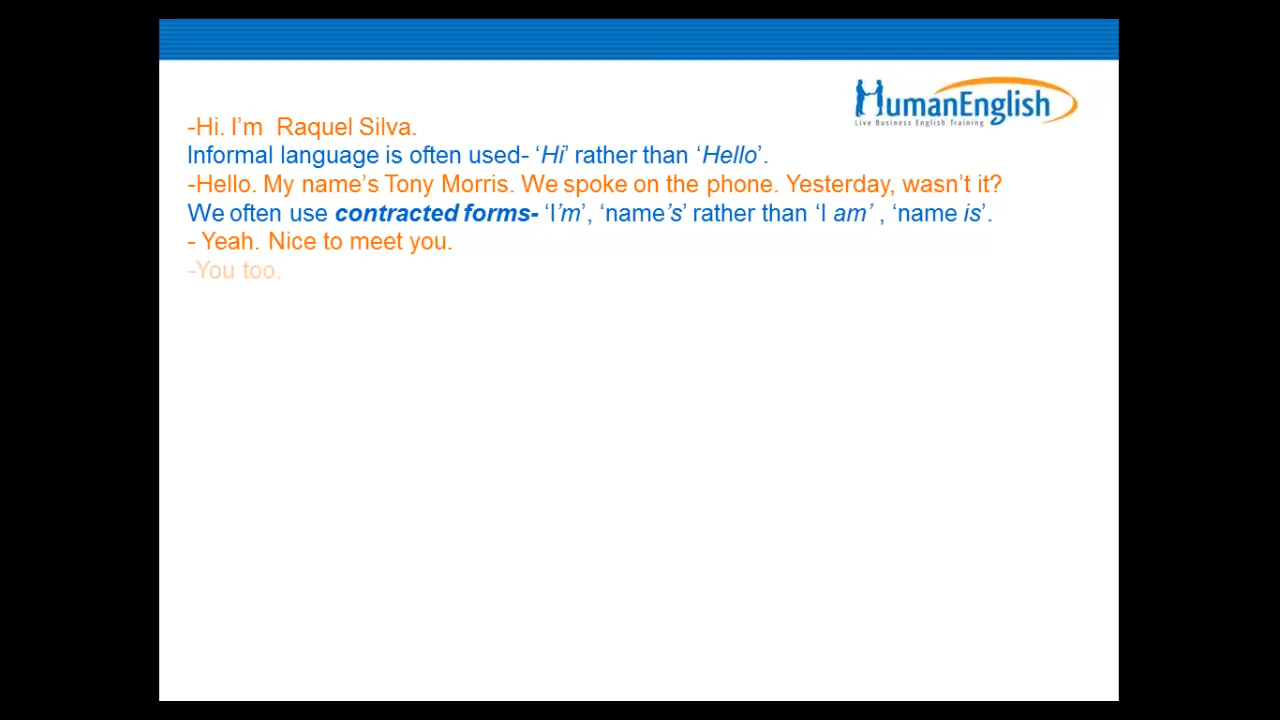 HumanEnglish
Live Business English Training
-Hi. I’m  Raquel Silva.
Informal language is often used- ‘Hi’ rather than ‘Hello’.
-Hello. My name’s Tony Morris. We spoke on the phone. Yesterday, wasn’t it?
We often use contracted forms- ‘I’m’, ‘name’s’ rather than ‘I am’ , ‘name is’.
- Yeah. Nice to meet you.
-You too.